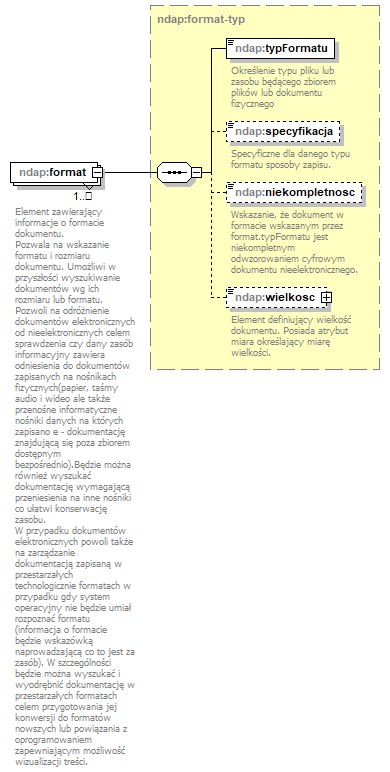 ndap:format-typ
ndap:typFormatu
Określenie typu pliku lub
zasobu będącego zbiorem
plików lub dokumentu
fizycznego
ndap:specyfikacja
Specyficzne dla danego typu
formatu sposoby zapisu.
ndap:format
1..
ndap:niekompletnosc
Wskazanie, że dokument w
formacie wskazanym przez
format.typFormatu jest
niekompletnym
odwzorowaniem cyfrowym
dokumentu nieelektronicznego.
ndap:wielkosc
Element definiujący wielkość
dokumentu. Posiada atrybut
miara określający miarę
wielkości.
Element zawierający
informacje o formacie
dokumentu.
Pozwala na wskazanie
formatu i rozmiaru
dokumentu. Umożliwi w
przyszłości wyszukiwanie
dokumentów wg ich
rozmiaru lub formatu.
Pozwoli na odróżnienie
dokumentów elektronicznych
od nieelektronicznych celem
sprawdzenia czy dany zasób
informacyjny zawiera
odniesienia do dokumentów
zapisanych na nośnikach
fizycznych(papier, taśmy
audio i wideo ale także
przenośne informatyczne
nośniki danych na których
zapisano e - dokumentację
znajdującą się poza zbiorem
dostępnym
bezpośrednio).Będzie można
również wyszukać
dokumentację wymagającą
przeniesienia na inne nośniki
co ułatwi konserwację
zasobu.
W przypadku dokumentów
elektronicznych powoli także
na zarządzanie
dokumentacją zapisaną w
przestarzałych
technologicznie formatach w
przypadku gdy system
operacyjny nie będzie umiał
rozpoznać formatu
(informacja o formacie
będzie wskazówką
naprowadzającą co to jest za
zasób). W szczególności
będzie można wyszukać i
wyodrębnić dokumentację w
przestarzałych formatach
celem przygotowania jej
konwersji do formatów
nowszych lub powiązania z
oprogramowaniem
zapewniającym możliwość
wizualizacji treści.